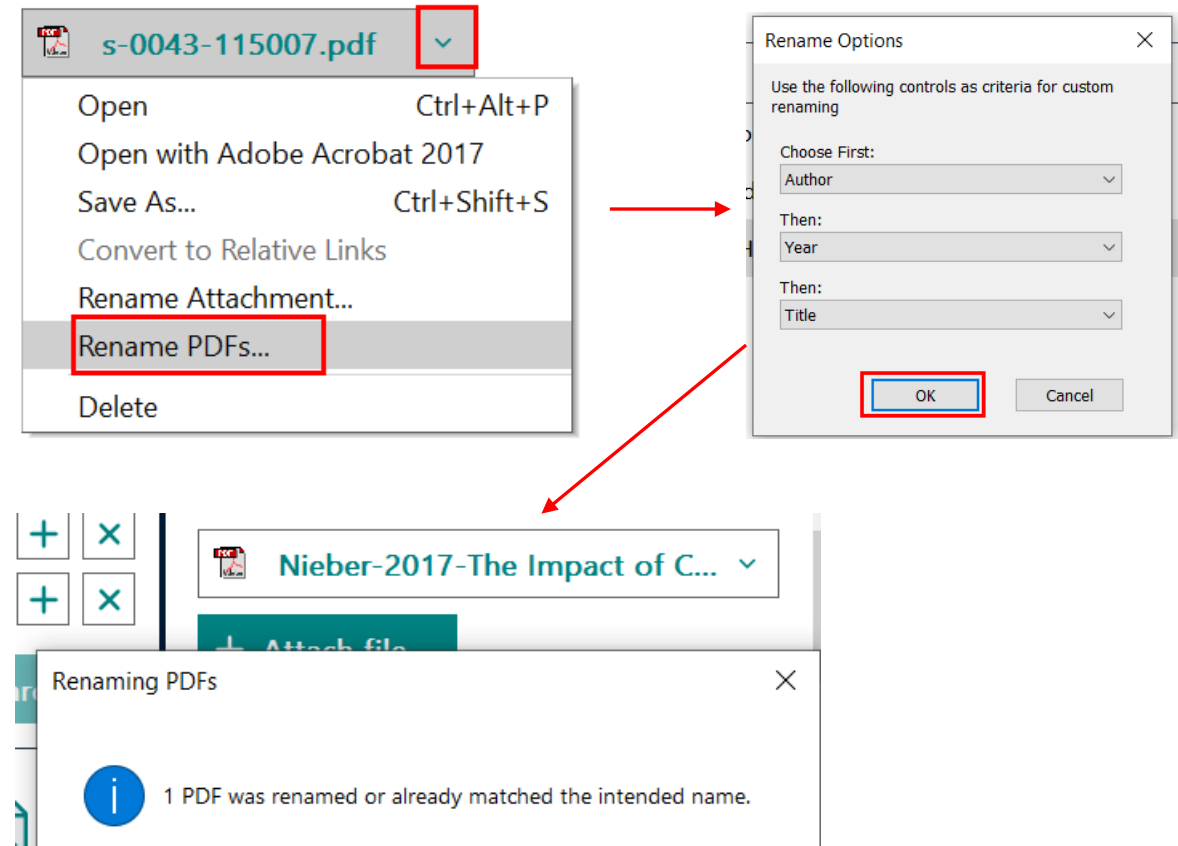 s-0043-115007.pdf
Open Ctrl+Alt+P
Open with Adobe Acrobat 2017
Save As... Ctrl+Shift+S
Convert to Relative Links
Rename Attachment...
Rename PDFs...
Delete
Rename Options
Use the following controls as criteria for custom
renaming
Choose First:
Author
Then:
Year
Then:
Title
OK Cancel
Nieber-2017-The Impact of C...
+ Attach file
Renaming PDFs
1 PDF was renamed or already matched the intended name.